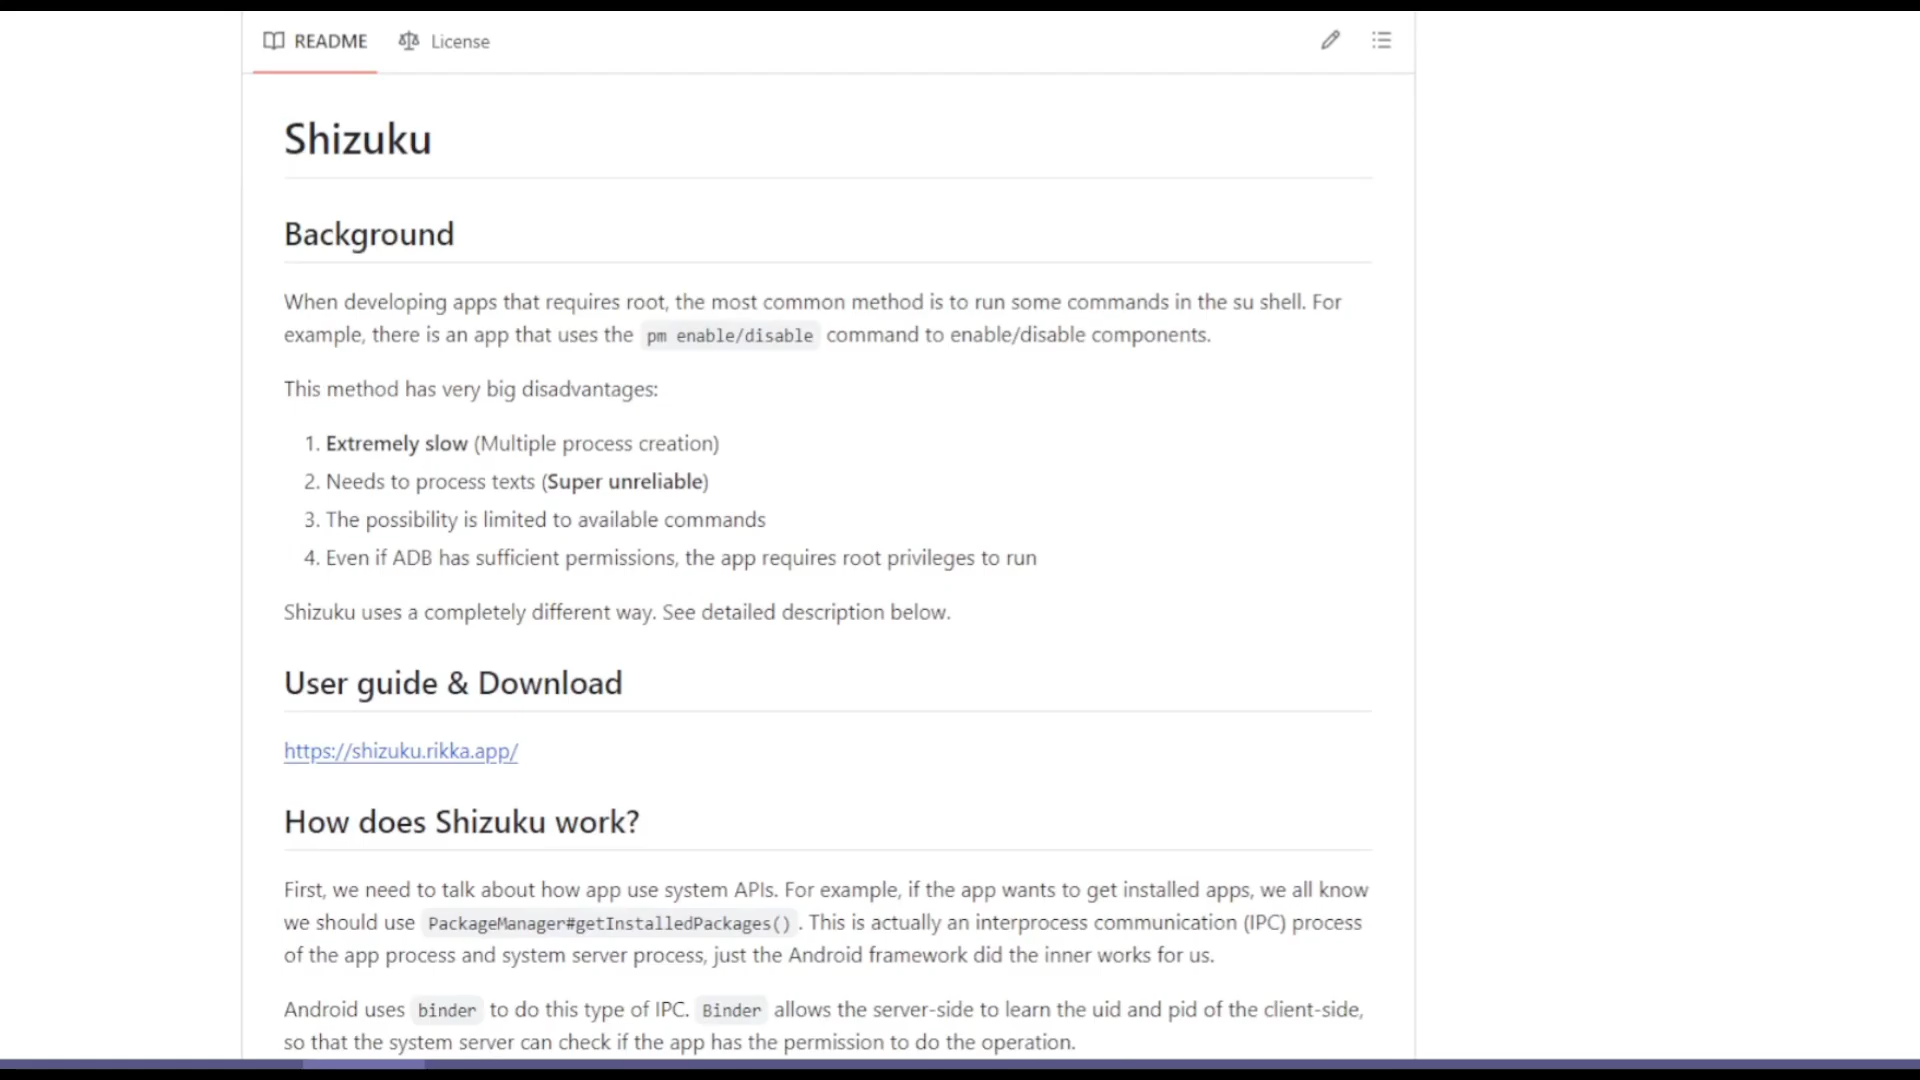 README License
Shizuku
Background
When developing apps that requires root, the most common method is to run some commands in the su shell. For
example, there is an app that uses the pm enable/disable command to enable/disable components.
This method has very big disadvantages:
1. Extremely slow (Multiple process creation)
2. Needs to process texts (Super unreliable)
3. The possibility is limited to available commands
4. Even if ADB has sufficient permissions, the app requires root privileges to run
Shizuku uses a completely different way. See detailed description below.
User guide & Download
https://shizuku.rikka.app/
How does Shizuku work?
First, we need to talk about how app use system APIs. For example, if the app wants to get installed apps, we all know
we should use PackageManager#getInstalledPackages() . This is actually an interprocess communication (IPC) process
of the app process and system server process, just the Android framework did the inner works for us.
Android uses binder to do this type of IPC. Binder allows the server-side to learn the uid and pid of the client-side,
so that the system server can check if the app has the permission to do the operation.